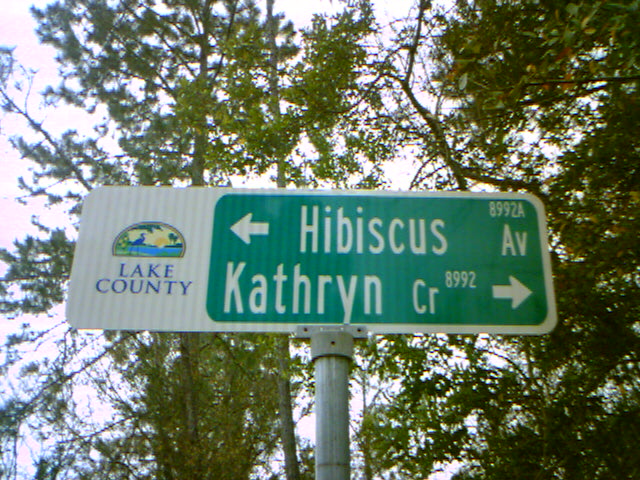 LAKE
COUNTY
← Hibiscus Av 8992A
Kathryn Cr 8992 →